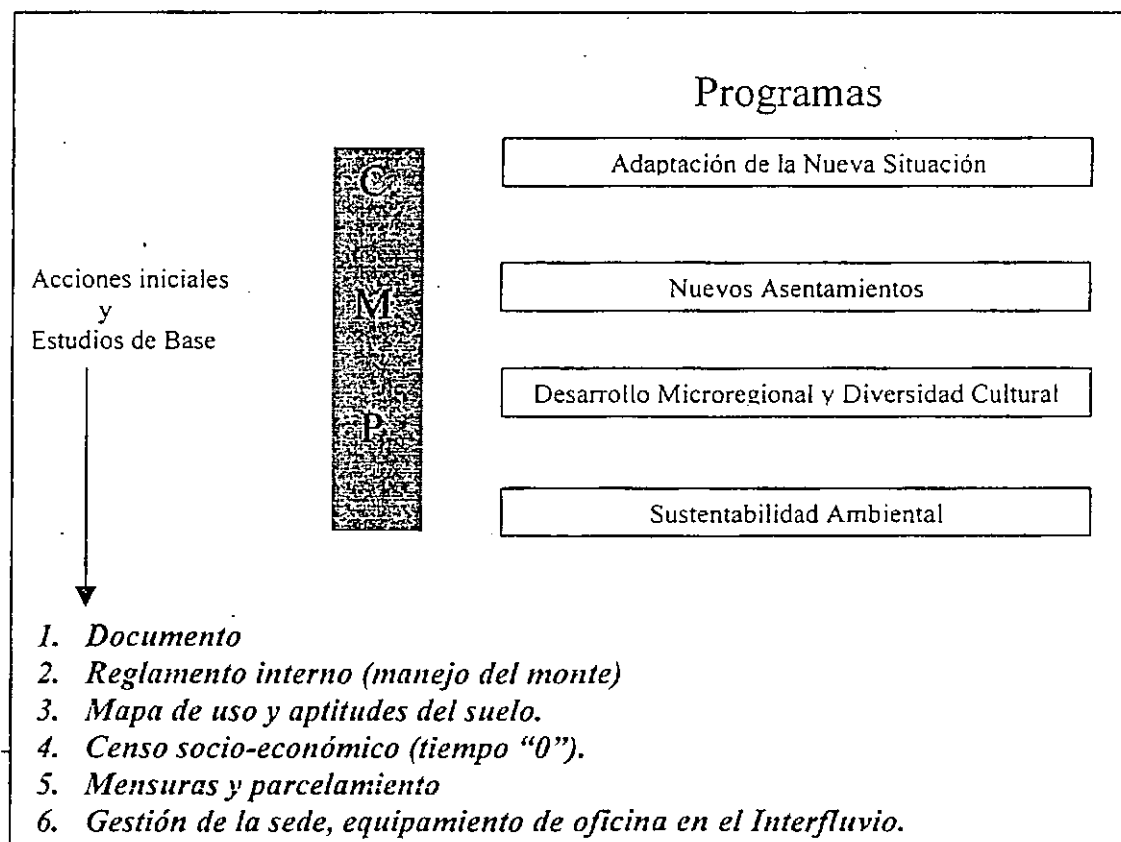 Programas
Adaptación de la Nueva Situación
Nuevos Asentamientos
Desarrollo Microregional y Diversidad Cultural
Sustentabilidad Ambiental
C
M
P
Acciones iniciales
y
Estudios de Base
1. Documento
2. Reglamento interno (manejo del monte)
3. Mapa de uso y aptitudes del suelo.
4. Censo socio-económico (tiempo “0”).
5. Mensuras y parcelamiento
6. Gestión de la sede, equipamiento de oficina en el Interfluvio.